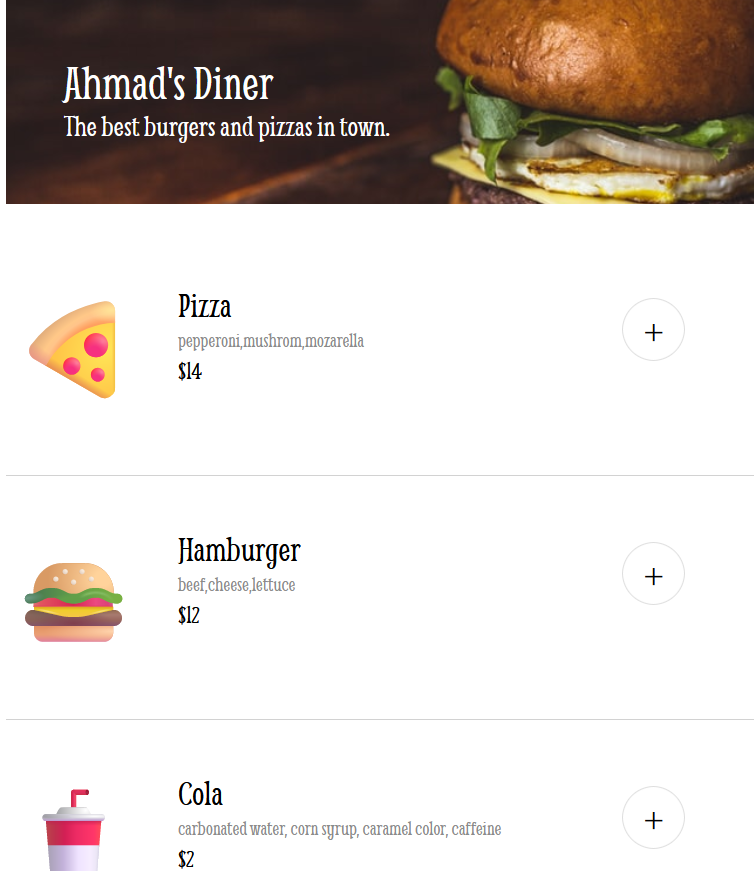 Ahmad's Diner
The best burgers and pizzas in town.
Pizza
pepperoni,mushrom,mozarella
$14
+
Hamburger
beef,cheese,lettuce
$12
+
Cola
carbonated water, corn syrup, caramel color, caffeine
$2
+